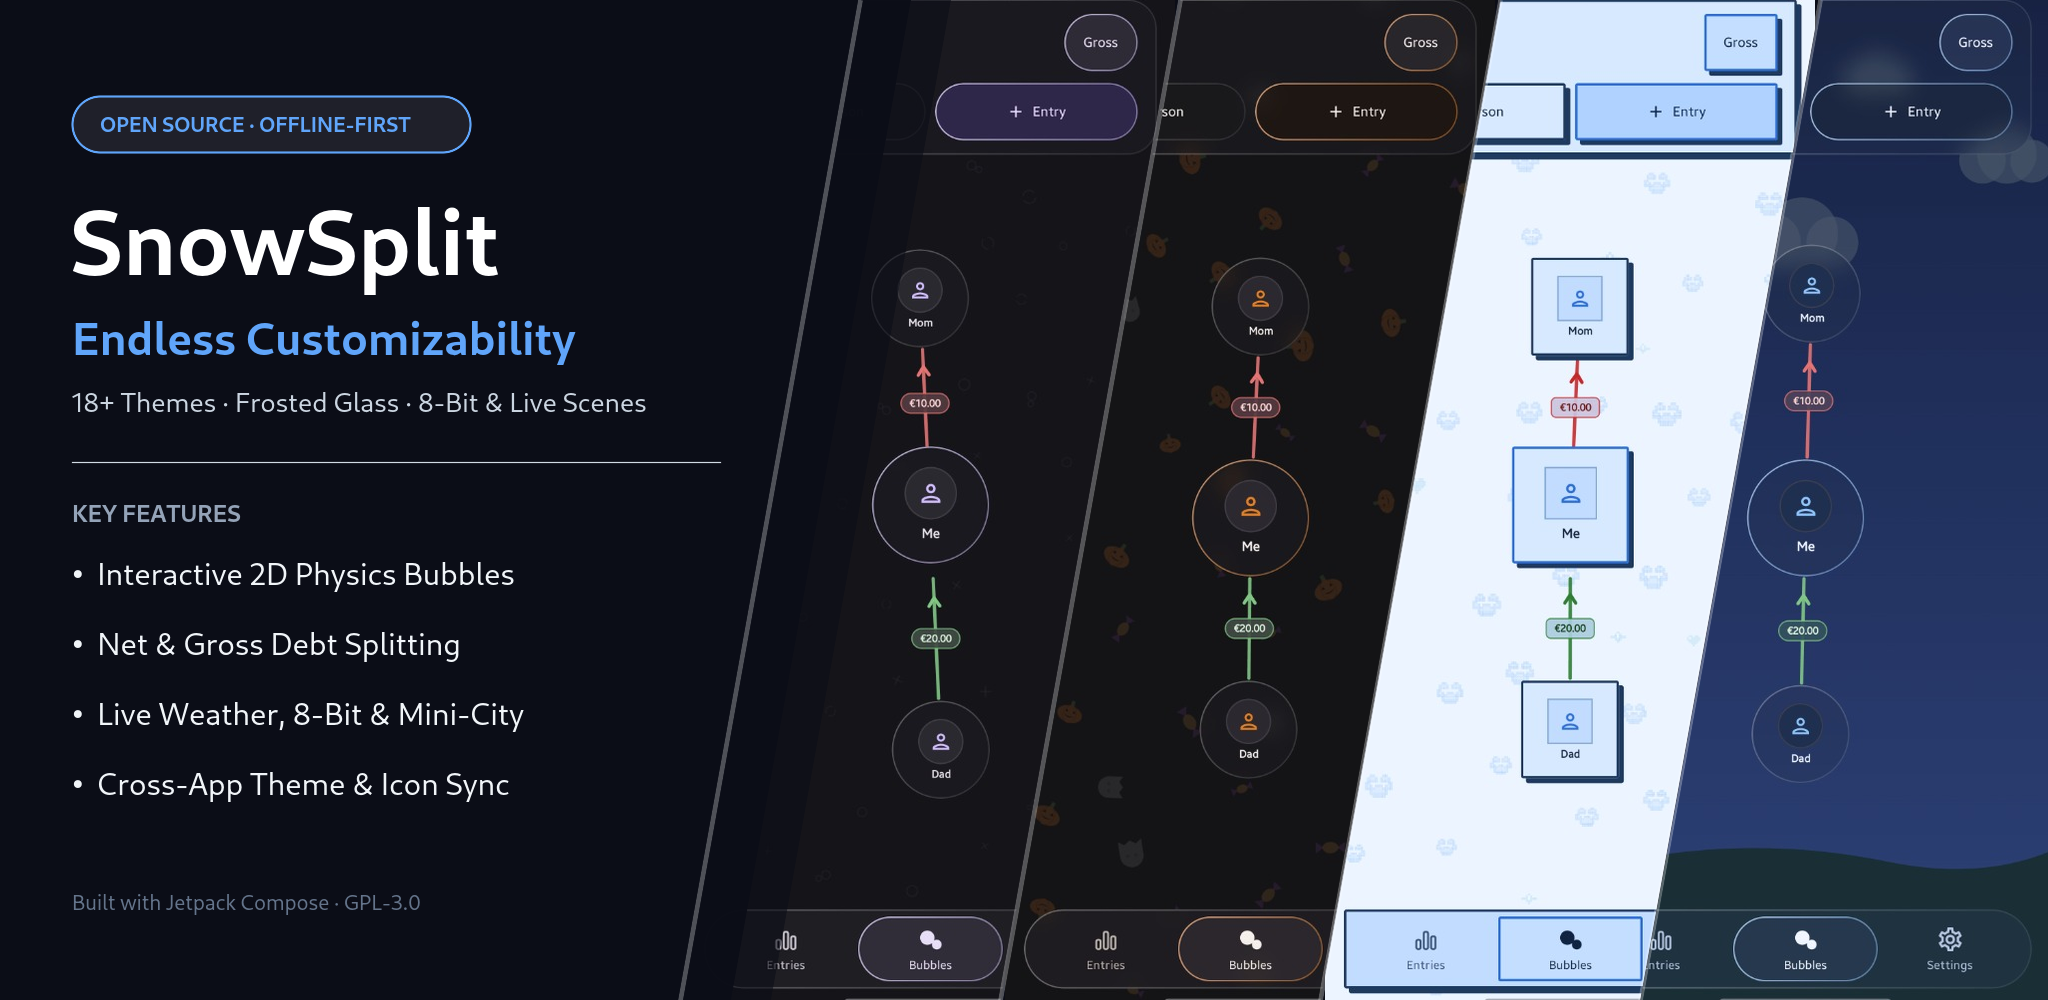 OPEN SOURCE · OFFLINE-FIRST
SnowSplit
Endless Customizability
18+ Themes · Frosted Glass · 8-Bit & Live Scenes
KEY FEATURES
• Interactive 2D Physics Bubbles
• Net & Gross Debt Splitting
• Live Weather, 8-Bit & Mini-City
• Cross-App Theme & Icon Sync
Built with Jetpack Compose · GPL-3.0
Gross
+ Entry
Mom
€10.00
Me
€20.00
Dad
Entries
Bubbles
Gross
son
+ Entry
Mom
€10.00
Me
€20.00
Dad
Entries
Bubbles
Gross
son
+ Entry
Mom
€10.00
Me
€20.00
Dad
Entries
Bubbles
Gross
+ Entry
Mom
€10.00
Me
€20.00
Dad
ntries
Bubbles
Settings